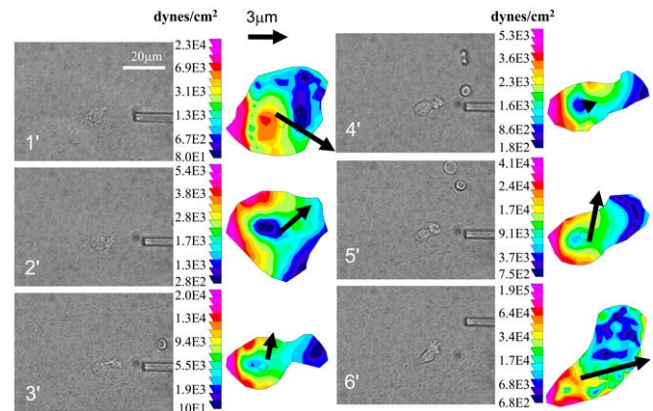 dynes/cm²
3μm
dynes/cm²
20μm
1'
2.3E4
6.9E3
3.1E3
1.3E3
6.7E2
8.0E1
4'
5.3E3
3.6E3
2.3E3
1.6E3
8.6E2
1.8E2
2'
5.4E3
3.8E3
2.8E3
1.7E3
1.3E3
2.8E2
5'
4.1E4
2.4E4
1.7E4
9.1E3
3.7E3
7.5E2
3'
2.0E4
9.4E3
5.5E3
1.9E3
10E1
6'
1.9E5
6.4E4
3.4E4
1.7E4
6.8E3
6.8E2